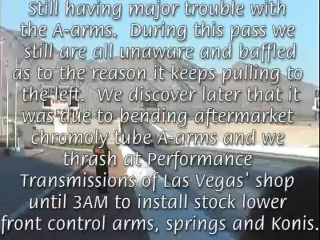 Still having major trouble with
the A-arms. During this pass we
still are all unaware and baffled
as to the reason it keeps pulling to
the left. We discover later that it
was due to bending aftermarket
chromoly tube A-arms and we
thrash at Performance
Transmissions of Las Vegas' shop
until 3AM to install stock lower
front control arms, springs and Konis.